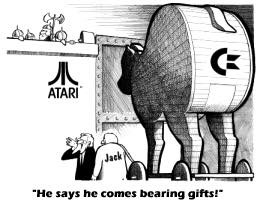 ATARI
Jack
"He says he comes bearing gifts!"